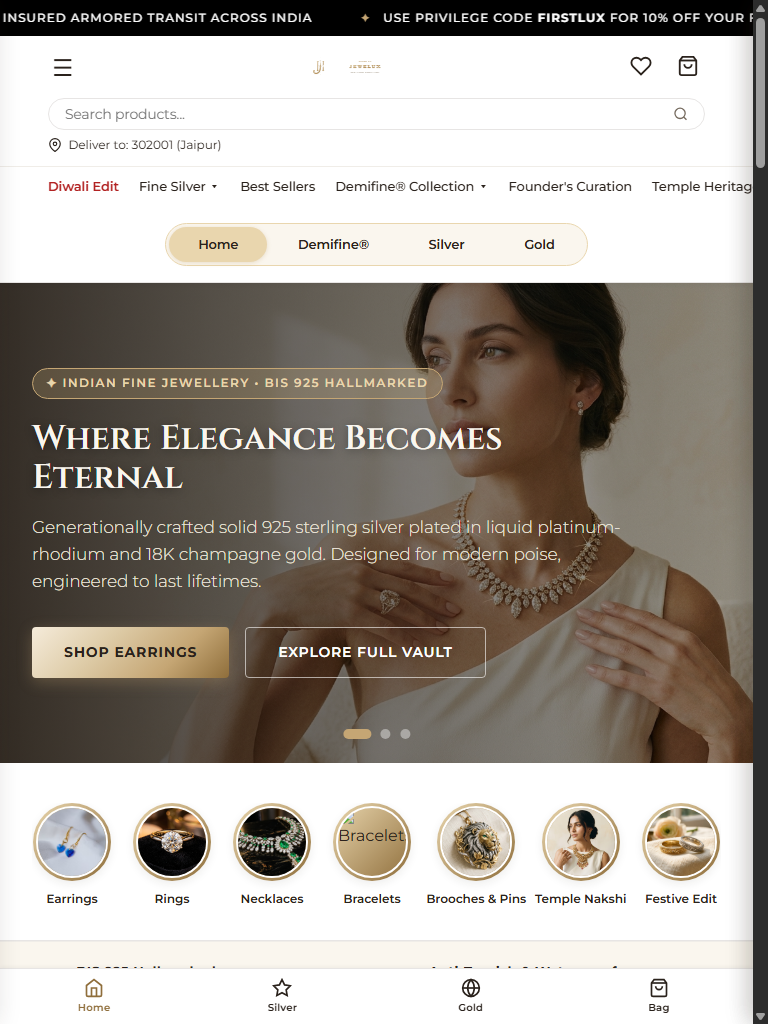 INSURED ARMORED TRANSIT ACROSS INDIA ✦ USE PRIVILEGE CODE FIRSTLUX FOR 10% OFF YOUR
JEWELUX
Search products...
Deliver to: 302001 (Jaipur)
Diwali Edit Fine Silver Best Sellers Demifine® Collection Founder's Curation Temple Heritag
Home Demifine® Silver Gold
✦ INDIAN FINE JEWELLERY • BIS 925 HALLMARKED
Where Elegance Becomes
Eternal
Generationally crafted solid 925 sterling silver plated in liquid platinum-
rhodium and 18K champagne gold. Designed for modern poise,
engineered to last lifetimes.
SHOP EARRINGS EXPLORE FULL VAULT
Bracelet
Earrings Rings Necklaces Bracelets Brooches & Pins Temple Nakshi Festive Edit
Home Silver Gold Bag